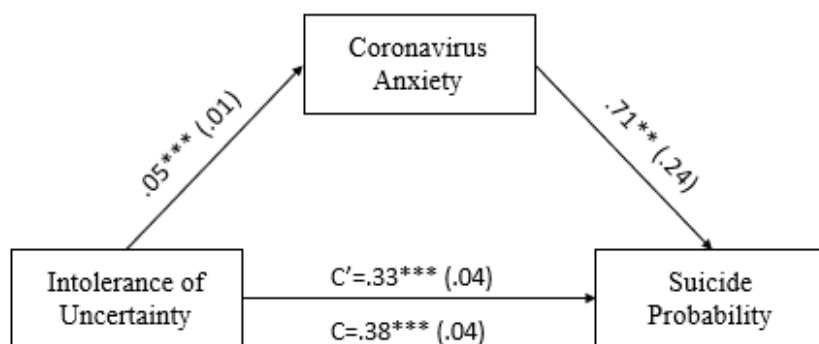 Coronavirus
Anxiety
.05*** (.01)
.71** (.24)
Intolerance of
Uncertainty
C′=.33*** (.04)
C=.38*** (.04)
Suicide
Probability